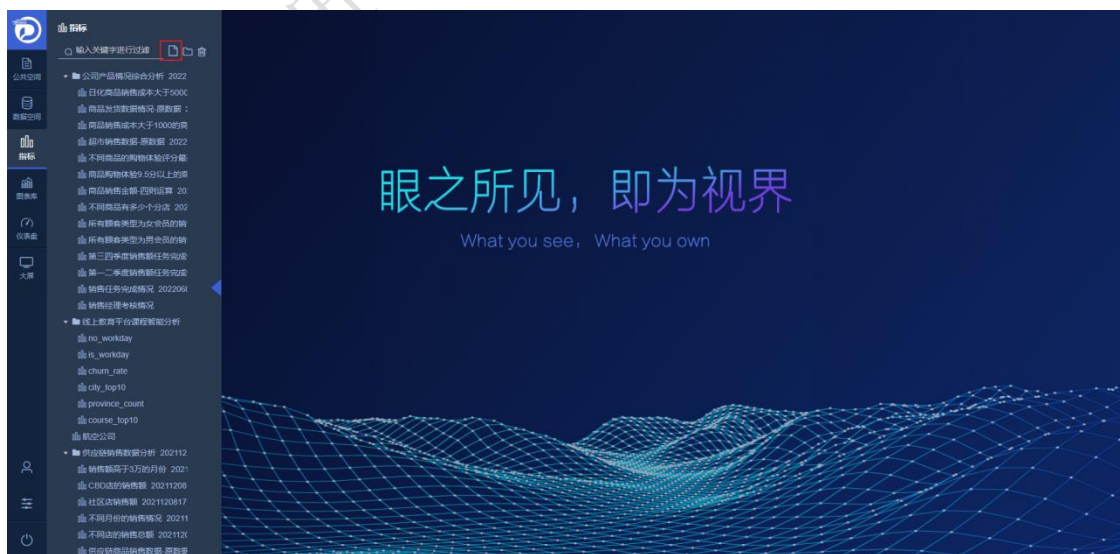 指标
输入关键字进行过滤
公共空间
数据空间
指标
图表库
仪表盘
大屏
公司产品情况综合分析 2022
日化商品销售成本大于500
商品发货数据情况-原数据
商品销售成本大于1000的商
超市销售数据-原数据 2022
不同商品的购物体验评分最
商品购物体验9.5分以上的
商品销售金额-四则运算 20
不同商品有多少个分店 202
所有顾客类型为女会员的销
所有顾客类型为男会员的销
第三四季度销售额任务完成
第一二季度销售额任务完成
销售任务完成情况 202206
销售经理考核情况
线上教育平台课程智能分析
no_workday
is_workday
churn_rate
city_top10
province_count
course_top10
航空公司
供应链销售数据分析 202112
销售额高于3万的月份 2021
CBD店的销售额 20211208
社区店销售额 2021120817
不同月份的销售情况 20211
不同店的销售总额 202112
供应链商品销售数据-原数据
眼之所见，即为视界
What you see， What you own